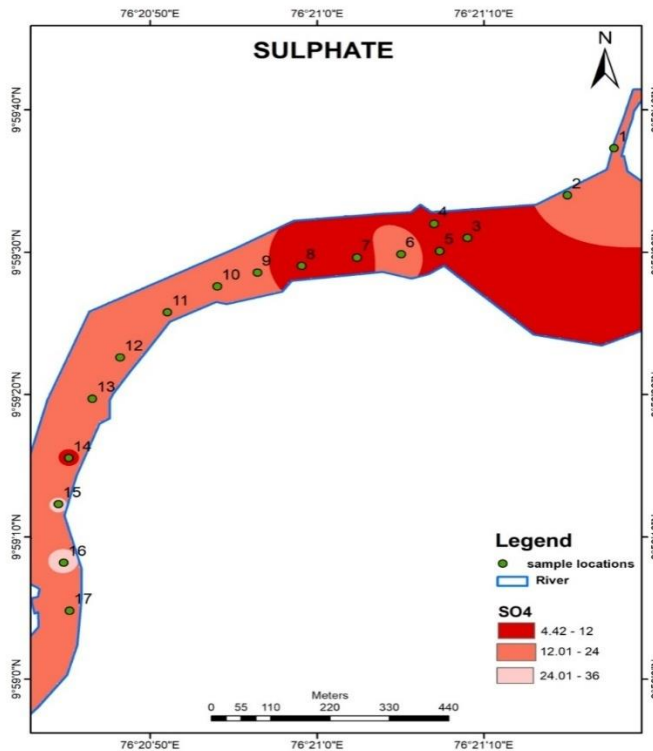 76°20'50"E 76°21'0"E 76°21'10"E
SULPHATE
N
9°59'40"N
1
2
4
3
9°59'30"N
5
6
7
8
9
10
11
12
9°59'20"N
13
14
15
9°59'10"N
16
17
9°59'0"N
Legend
sample locations
River
SO4
4.42 - 12
12.01 - 24
24.01 - 36
Meters
0 55 110 220 330 440
76°20'50"E 76°21'0"E 76°21'10"E